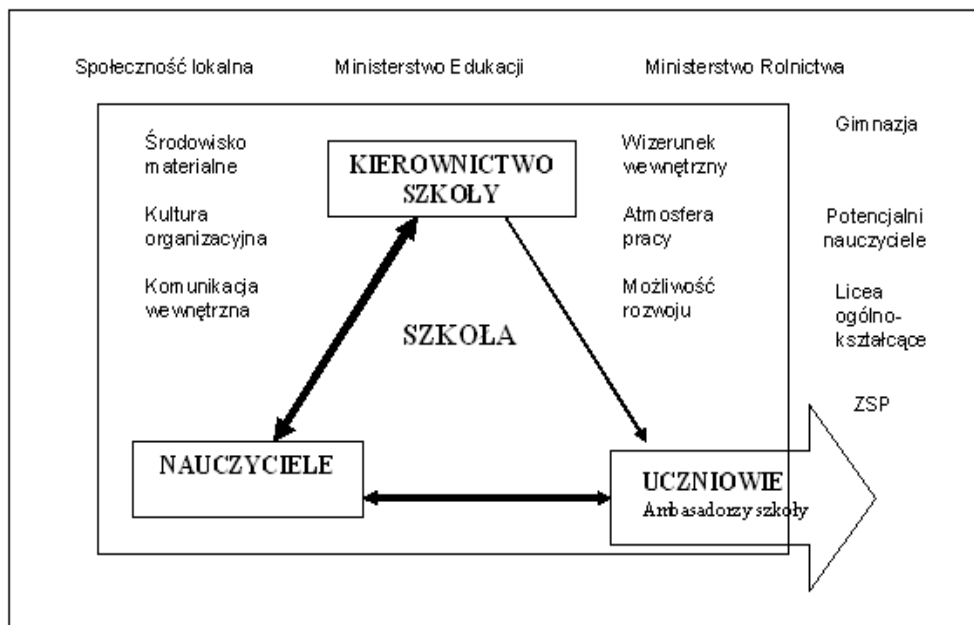 Społeczność lokalna
Ministerstwo Edukacji
Ministerstwo Rolnictwa
Środowisko
materialne
KIEROWNICTWO
SZKOŁY
Wizerunek
wewnętrzny
Gimnazja
Kultura
organizacyjna
Atmosfera
pracy
Potencjalni
nauczyciele
Komunikacja
wewnętrzna
Możliwość
rozwoju
Licea
ogólno-
kształcące
SZKOŁA
ZSP
NAUCZYCIELE
UCZNIOWIE
Ambasadorzy szkoły